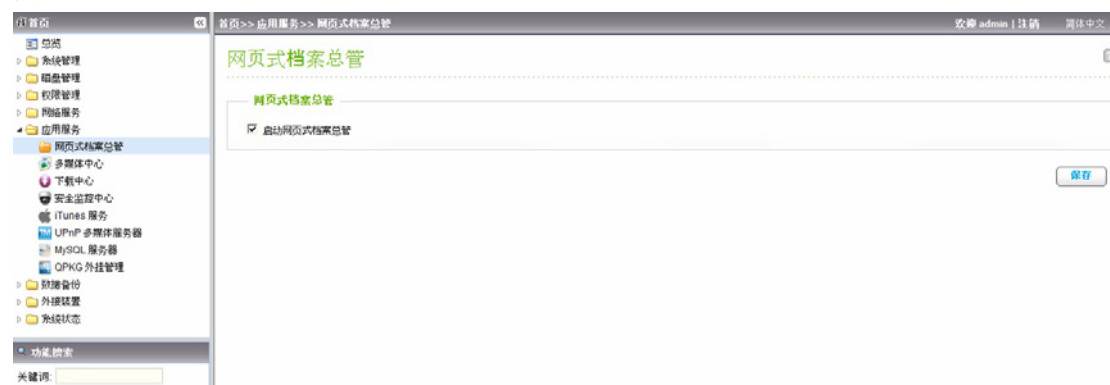 首页
首页>> 应用服务>> 网页式档案总管
欢迎 admin | 注销 简体中文
总览
系统管理
磁盘管理
权限管理
网络服务
应用服务
网页式档案总管
多媒体中心
下载中心
安全监控中心
iTunes 服务
UPnP 多媒体服务器
MySQL 服务器
QPKG 外挂管理
数据备份
外接装置
系统状态
功能搜索
关键词:
网页式档案总管
网页式档案总管
启动网页式档案总管
保存